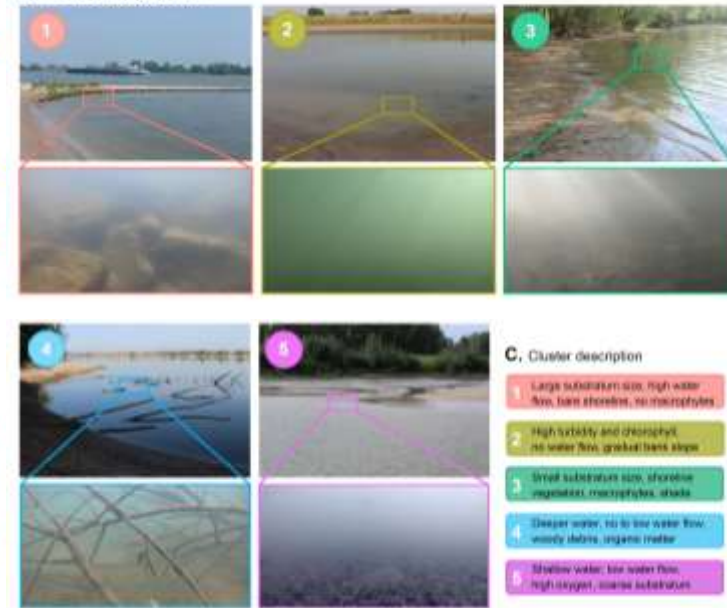 1
2
3
4
5
C. Cluster description
1 Large substratum size, high water
flow, bare shoreline, no macrophytes
2 High turbidity and chlorophyll,
no water flow, gradual bank slope
3 Small substratum size, shoreline
vegetation, macrophytes, shade
4 Deeper water, no to low water flow,
woody debris, organic matter
5 Shallow water, low water flow,
high oxygen, coarse substratum